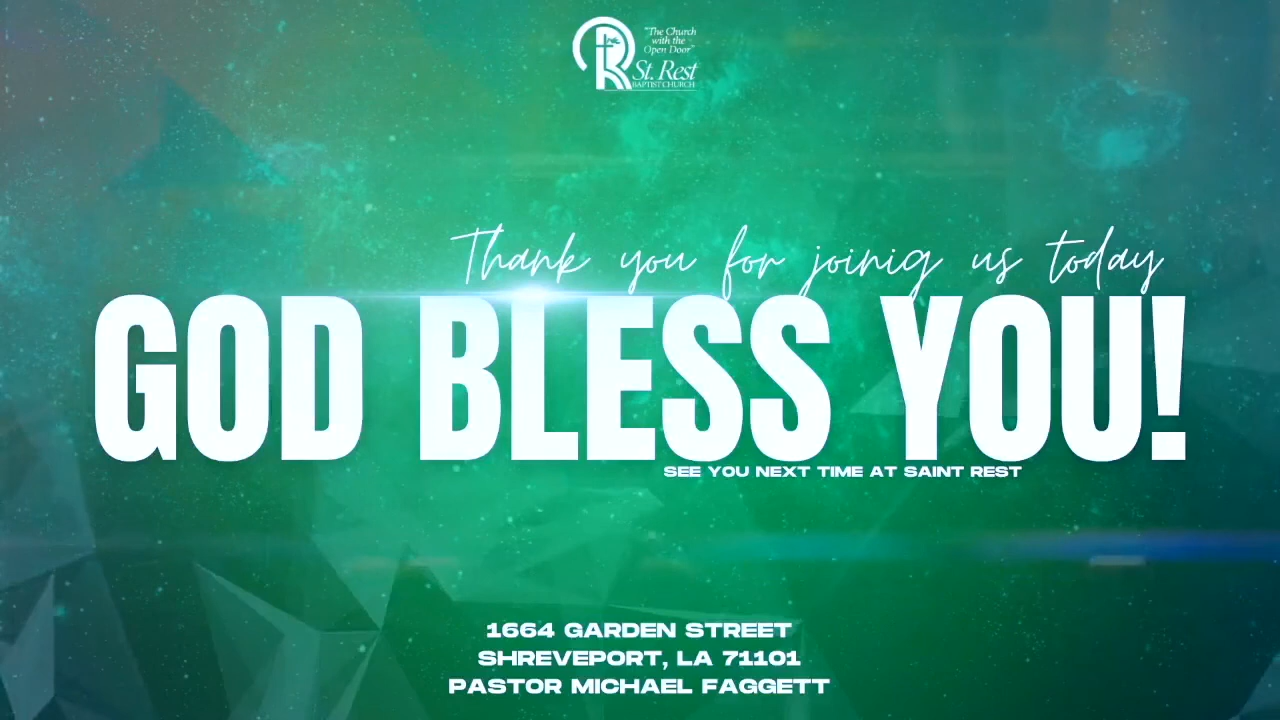 "The Church
with the
Open Door"
St. Rest
BAPTIST CHURCH
Thank you for joinig us today
GOD BLESS YOU!
SEE YOU NEXT TIME AT SAINT REST
1664 GARDEN STREET
SHREVEPORT, LA 71101
PASTOR MICHAEL FAGGETT